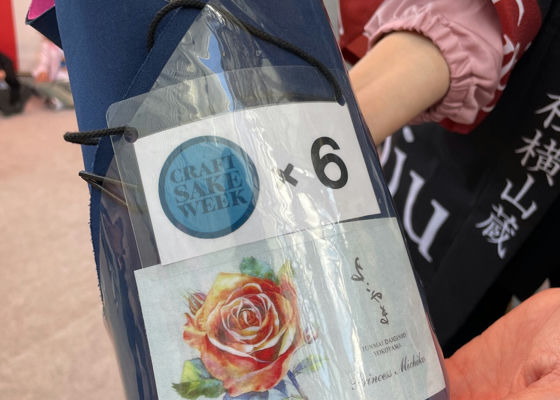 CRAFT
SAKE
WEEK
× 6
JUNMAI DAIGINJO
YOKOYAMA
Princess Michiko
横山蔵